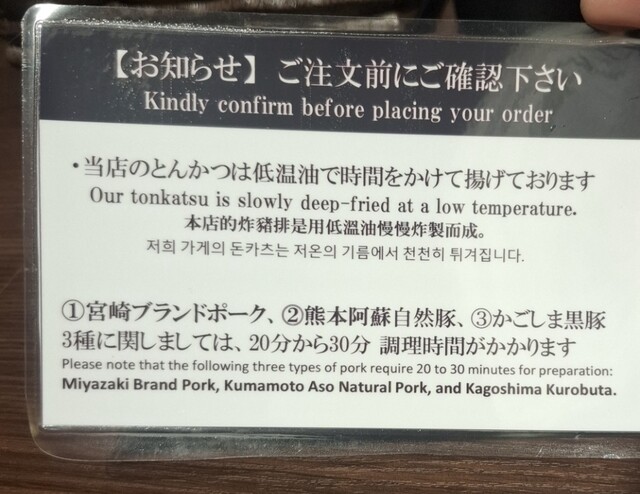 【お知らせ】ご注文前にご確認下さい
Kindly confirm before placing your order
・当店のとんかつは低温油で時間をかけて揚げております
Our tonkatsu is slowly deep-fried at a low temperature.
本店的炸豬排是用低溫油慢慢炸製而成。
저희 가게의 돈카츠는 저온의 기름에서 천천히 튀겨집니다.
①宮崎ブランドポーク、②熊本阿蘇自然豚、③かごしま黒豚
3種に関しましては、20分から30分 調理時間がかかります
Please note that the following three types of pork require 20 to 30 minutes for preparation:
Miyazaki Brand Pork, Kumamoto Aso Natural Pork, and Kagoshima Kurobuta.